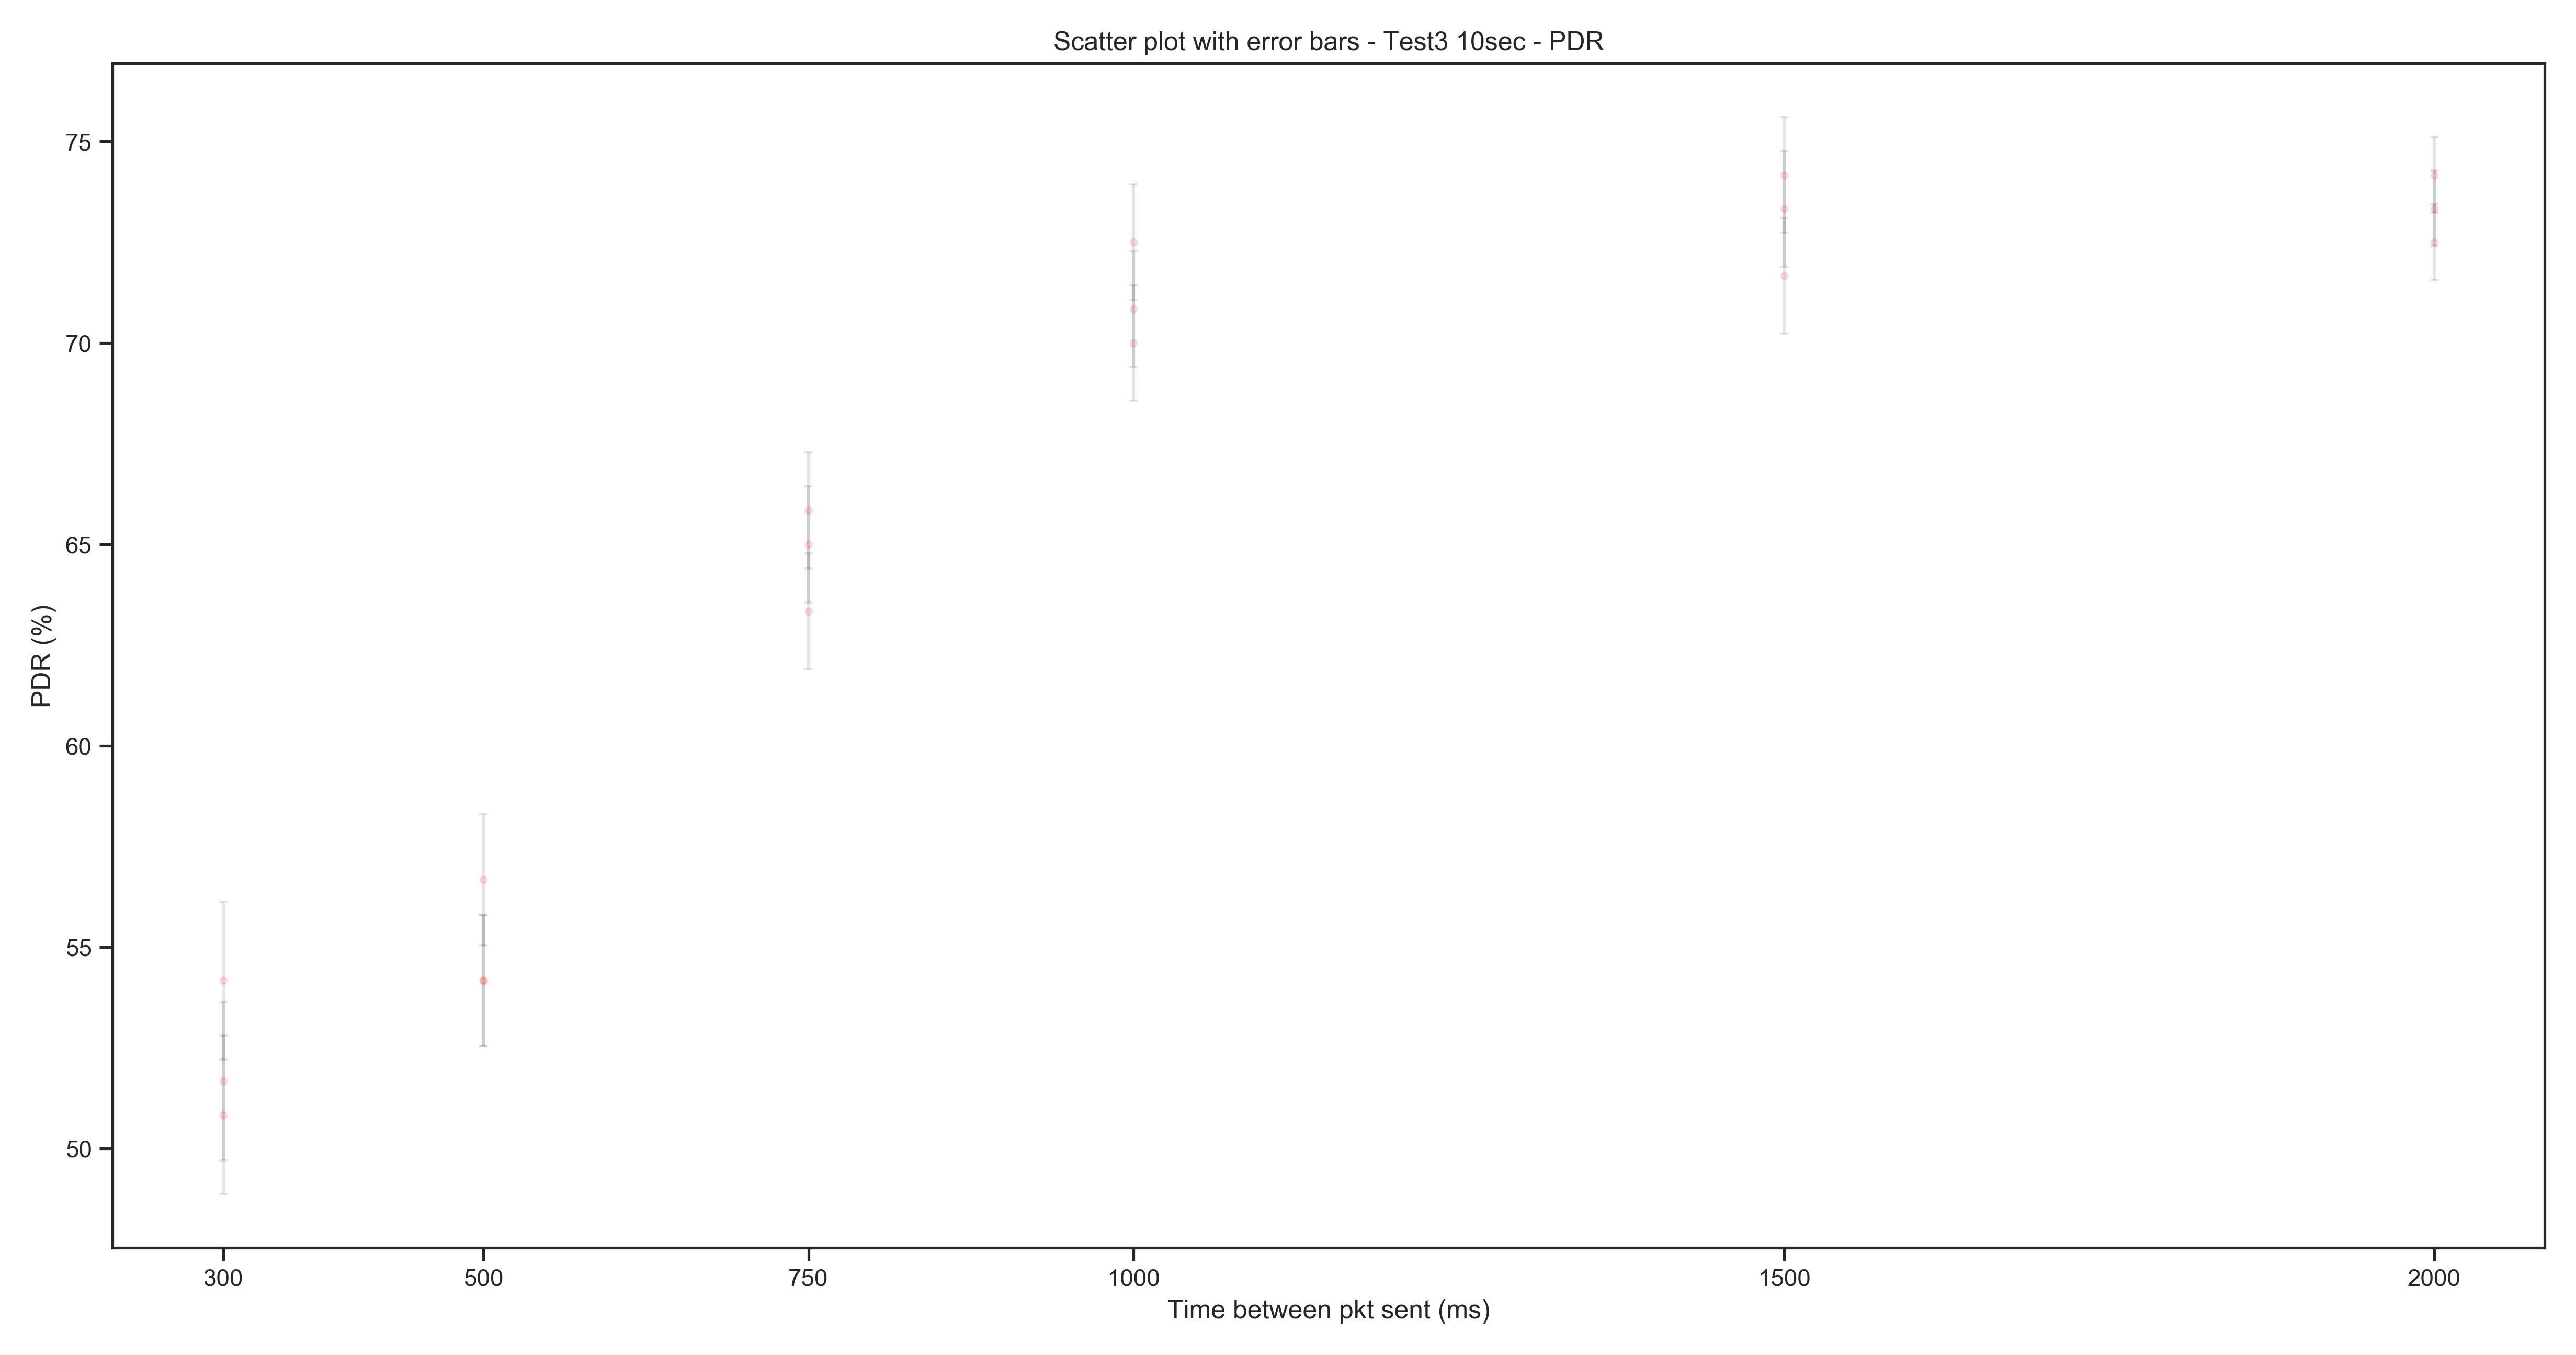 Scatter plot with error bars - Test3 10sec - PDR
75
70
65
60
55
50
PDR (%)
300 500 750 1000 1500 2000
Time between pkt sent (ms)